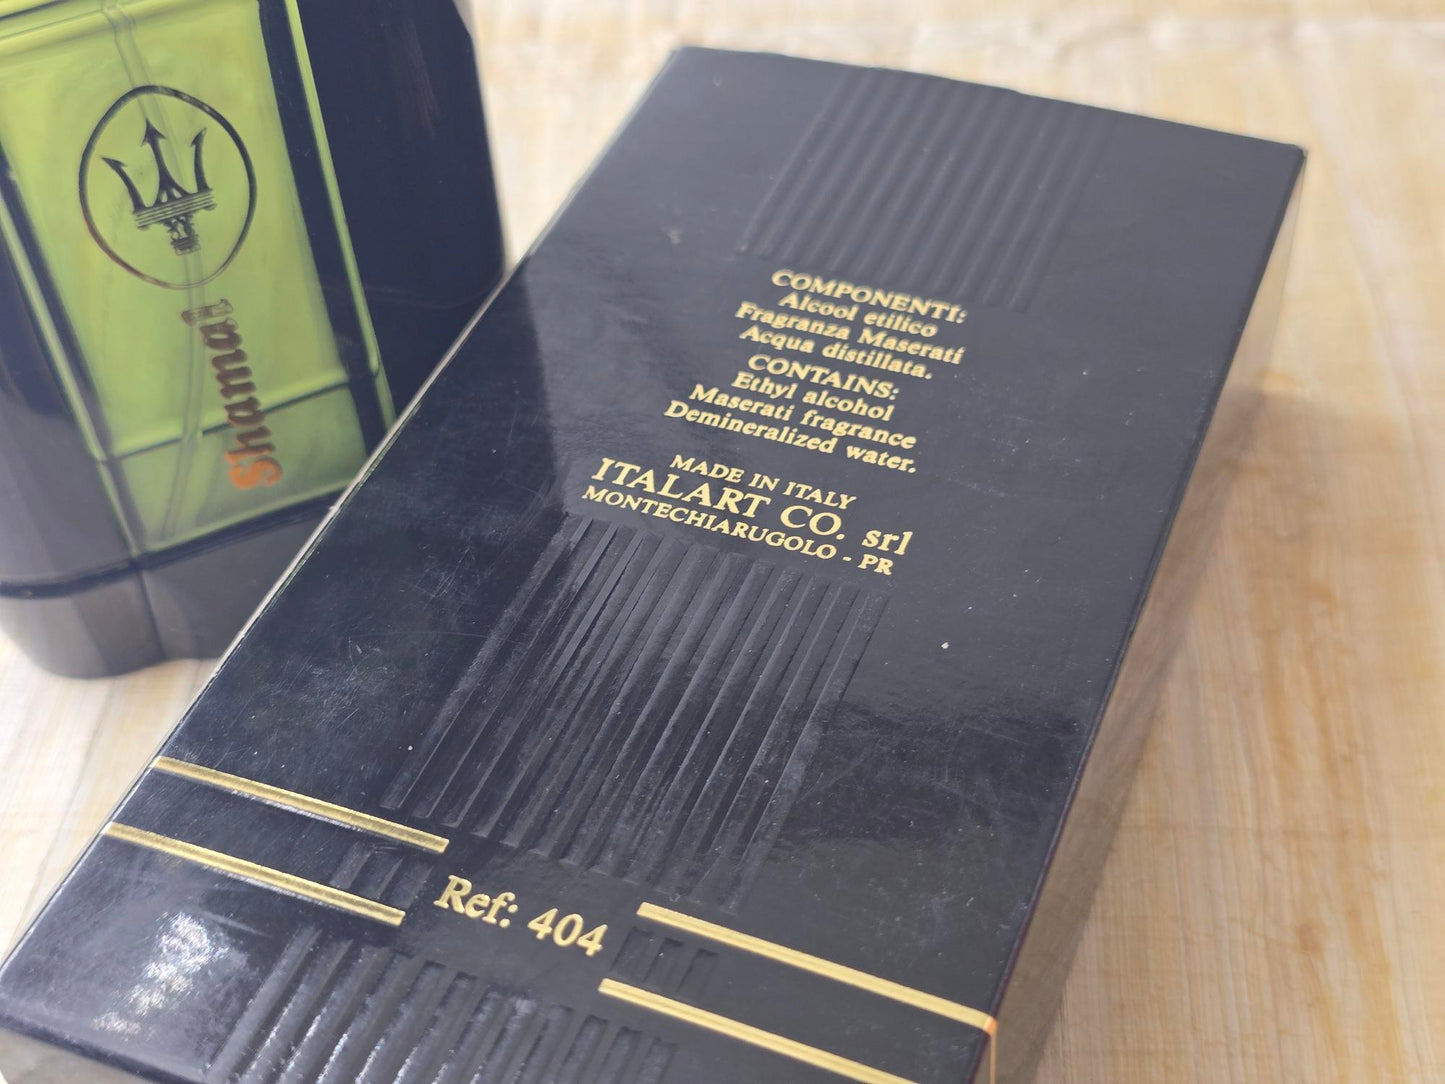 Shamal
COMPONENTI:
Alcool etilico
Fragranza Maserati
Acqua distillata.
CONTAINS:
Ethyl alcohol
Maserati fragrance
Demineralized water.
MADE IN ITALY
ITALART CO. srl
MONTECHIARUGOLO - PR
Ref: 404